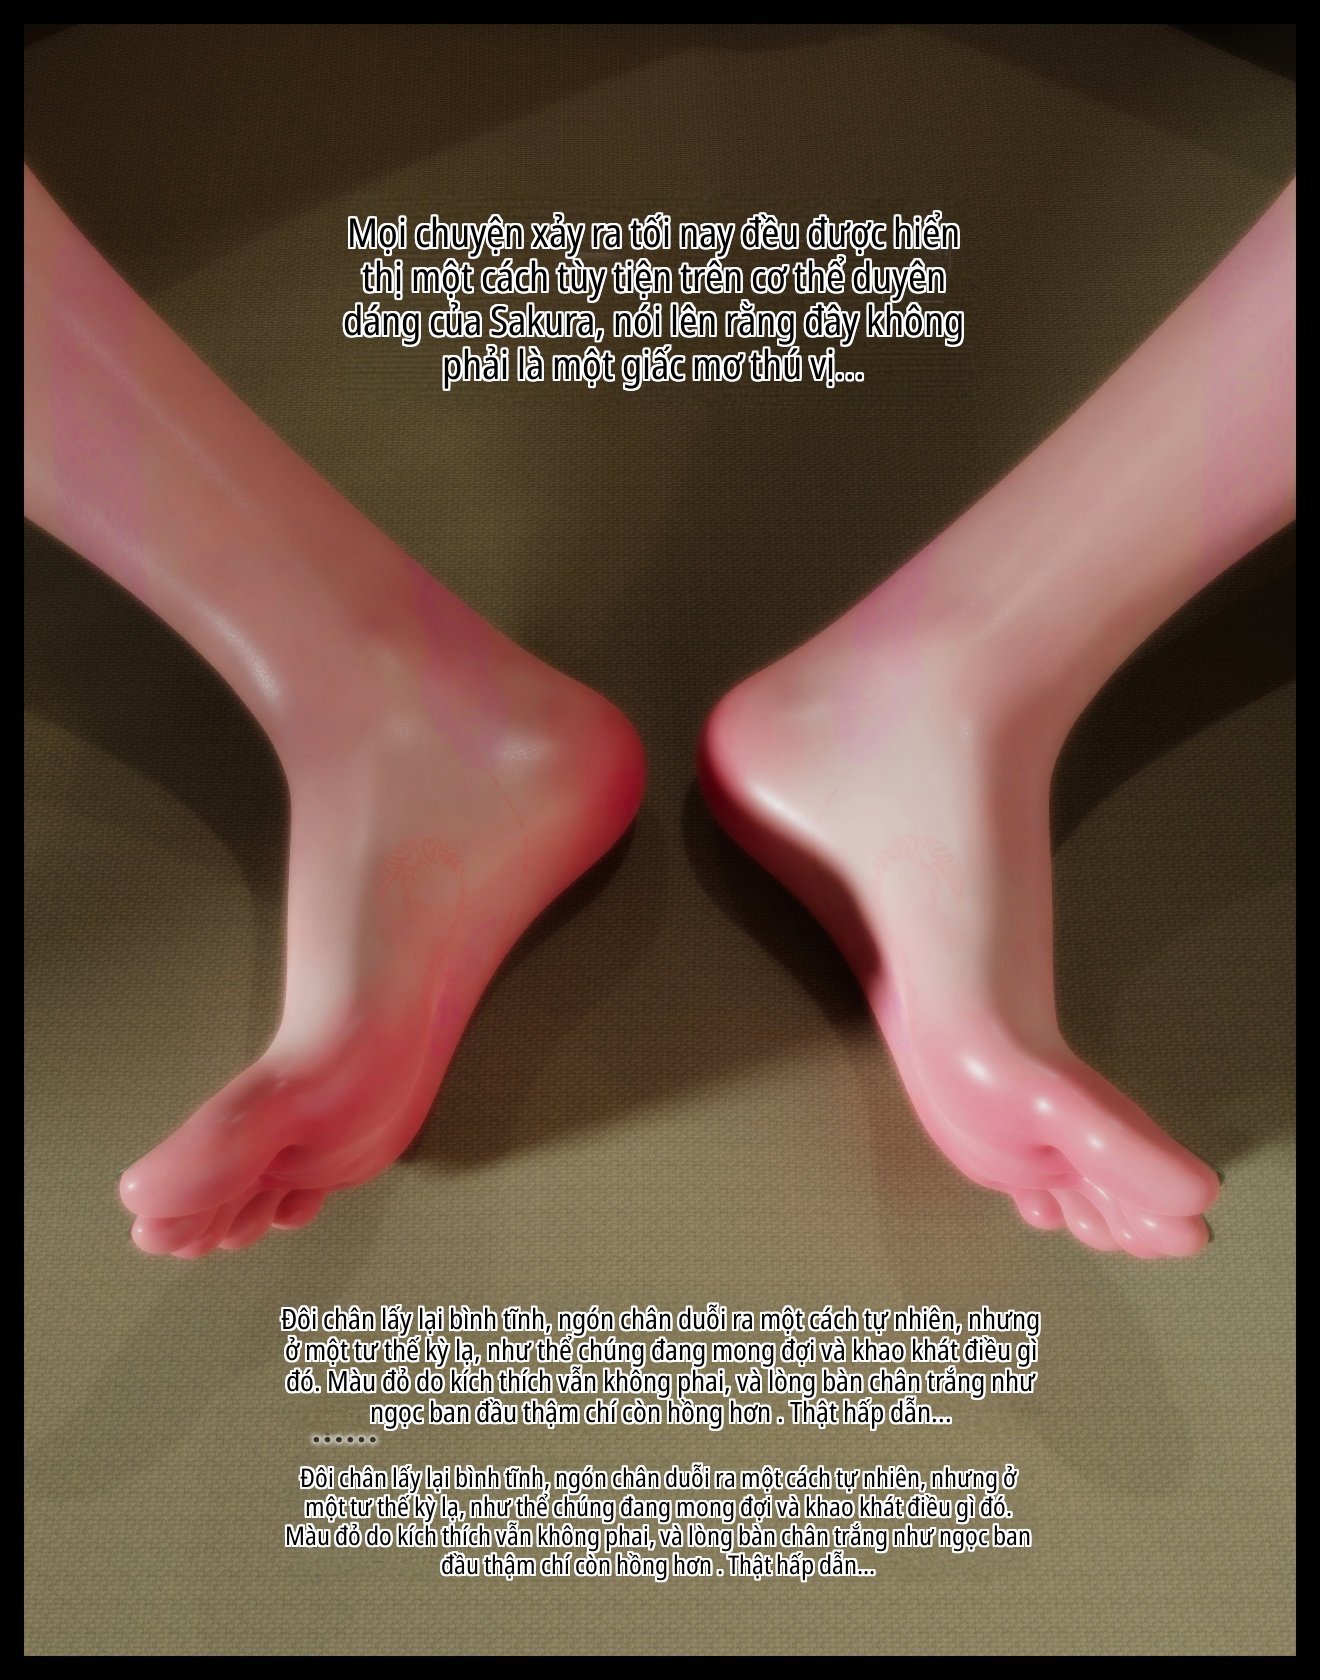 Mọi chuyện xảy ra tối nay đều được hiển
thị một cách tùy tiện trên cơ thể duyên
dáng của Sakura, nói lên rằng đây không
phải là một giấc mơ thú vị...
Đôi chân lấy lại bình tĩnh, ngón chân duỗi ra một cách tự nhiên, nhưng
ở một tư thế kỳ lạ, như thể chúng đang mong đợi và khao khát điều gì
đó. Màu đỏ do kích thích vẫn không phai, và lòng bàn chân trắng như
ngọc ban đầu thậm chí còn hồng hơn . Thật hấp dẫn...
......
Đôi chân lấy lại bình tĩnh, ngón chân duỗi ra một cách tự nhiên, nhưng ở
một tư thế kỳ lạ, như thể chúng đang mong đợi và khao khát điều gì đó.
Màu đỏ do kích thích vẫn không phai, và lòng bàn chân trắng như ngọc ban
đầu thậm chí còn hồng hơn . Thật hấp dẫn...